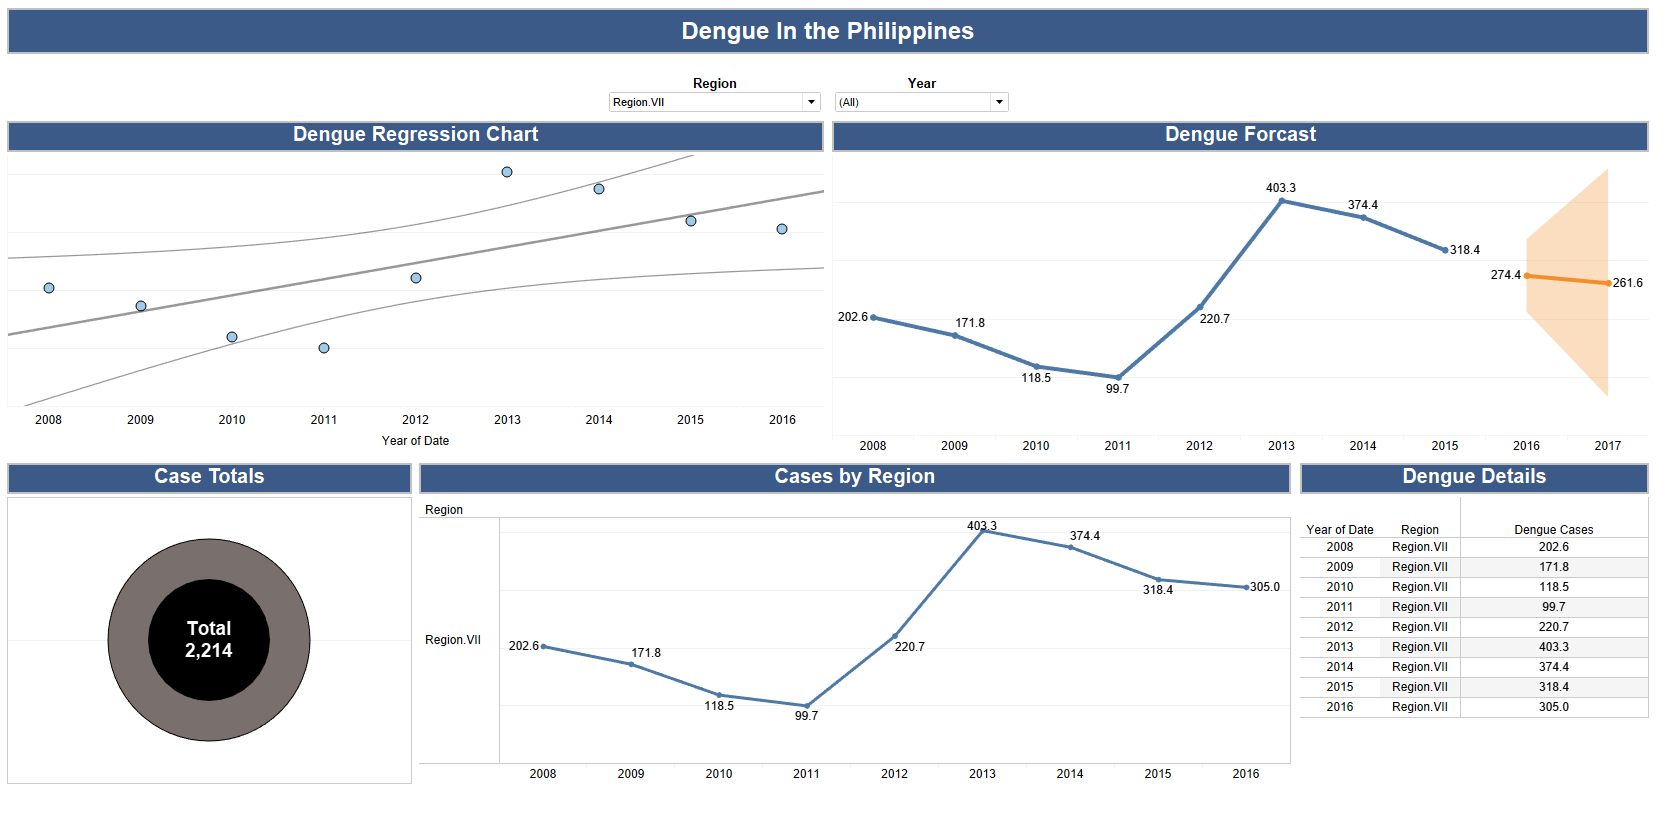 Dengue In the Philippines
Region
Year
Region.VII
(All)
Dengue Regression Chart
2008 2009 2010 2011 2012 2013 2014 2015 2016
Year of Date
Dengue Forcast
403.3
374.4
318.4
274.4
261.6
202.6
171.8
220.7
118.5
99.7
2008 2009 2010 2011 2012 2013 2014 2015 2016 2017
Case Totals
Total
2,214
Cases by Region
Region
Region.VII
403.3
374.4
318.4
305.0
202.6
171.8
220.7
118.5
99.7
2008 2009 2010 2011 2012 2013 2014 2015 2016
Dengue Details
Year of Date Region Dengue Cases
2008 Region.VII 202.6
2009 Region.VII 171.8
2010 Region.VII 118.5
2011 Region.VII 99.7
2012 Region.VII 220.7
2013 Region.VII 403.3
2014 Region.VII 374.4
2015 Region.VII 318.4
2016 Region.VII 305.0